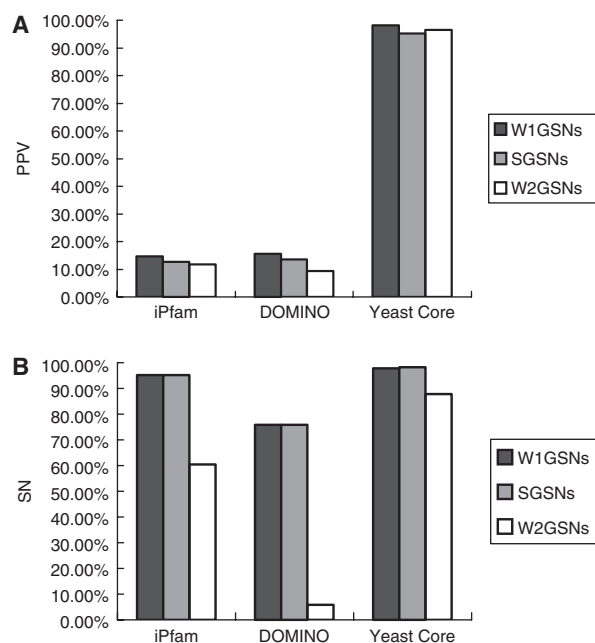 A
100.00%
90.00%
80.00%
70.00%
60.00%
50.00%
40.00%
30.00%
20.00%
10.00%
0.00%
PPV
iPfam DOMINO Yeast Core
W1GSNs
SGSNs
W2GSNs
B
100.00%
90.00%
80.00%
70.00%
60.00%
50.00%
40.00%
30.00%
20.00%
10.00%
0.00%
SN
iPfam DOMINO Yeast Core
W1GSNs
SGSNs
W2GSNs